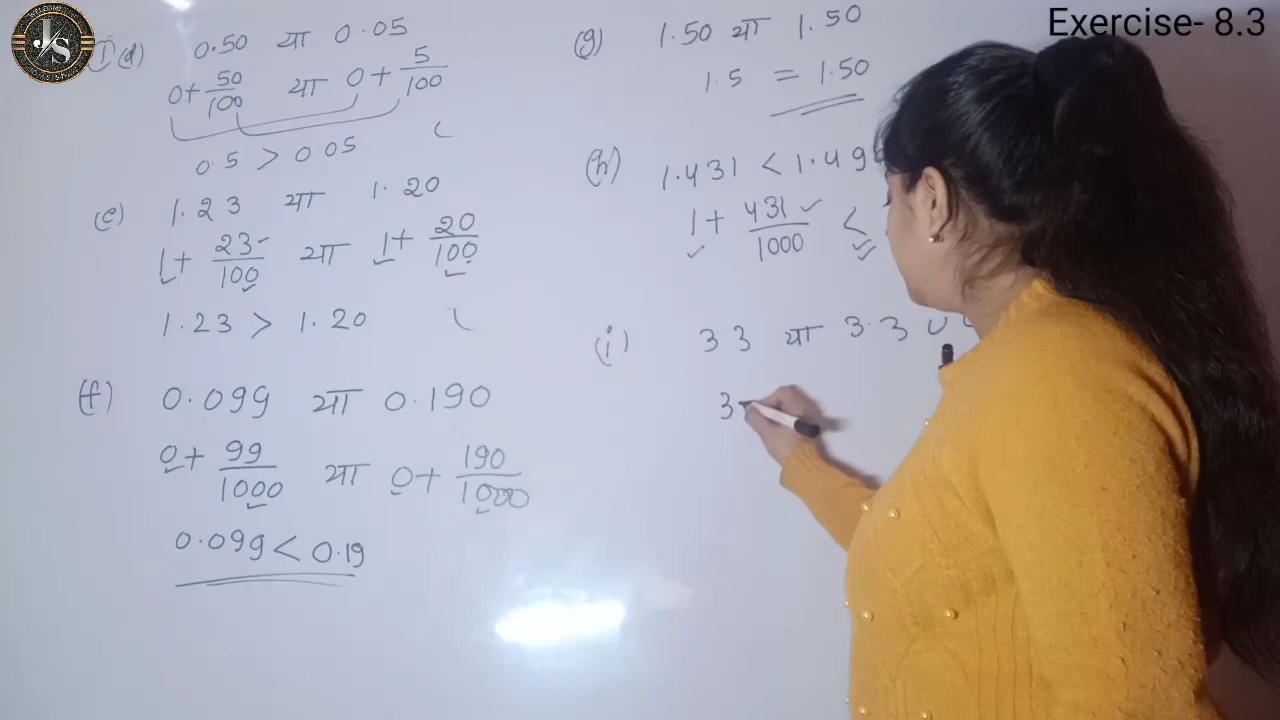 Exercise- 8.3
J/S
(d) 0.50 या 0.05
0+ 50/100 या 0+ 5/100
0.5 > 0.05
(e) 1.23 या 1.20
1+ 23/100 या 1+ 20/100
1.23 > 1.20
(f) 0.099 या 0.190
0+ 99/1000 या 0+ 190/1000
0.099 < 0.19
(g) 1.50 या 1.50
1.5 = 1.50
(h) 1.431 < 1.49
1+ 431/1000 <
(i) 3.3 या 3.300
3